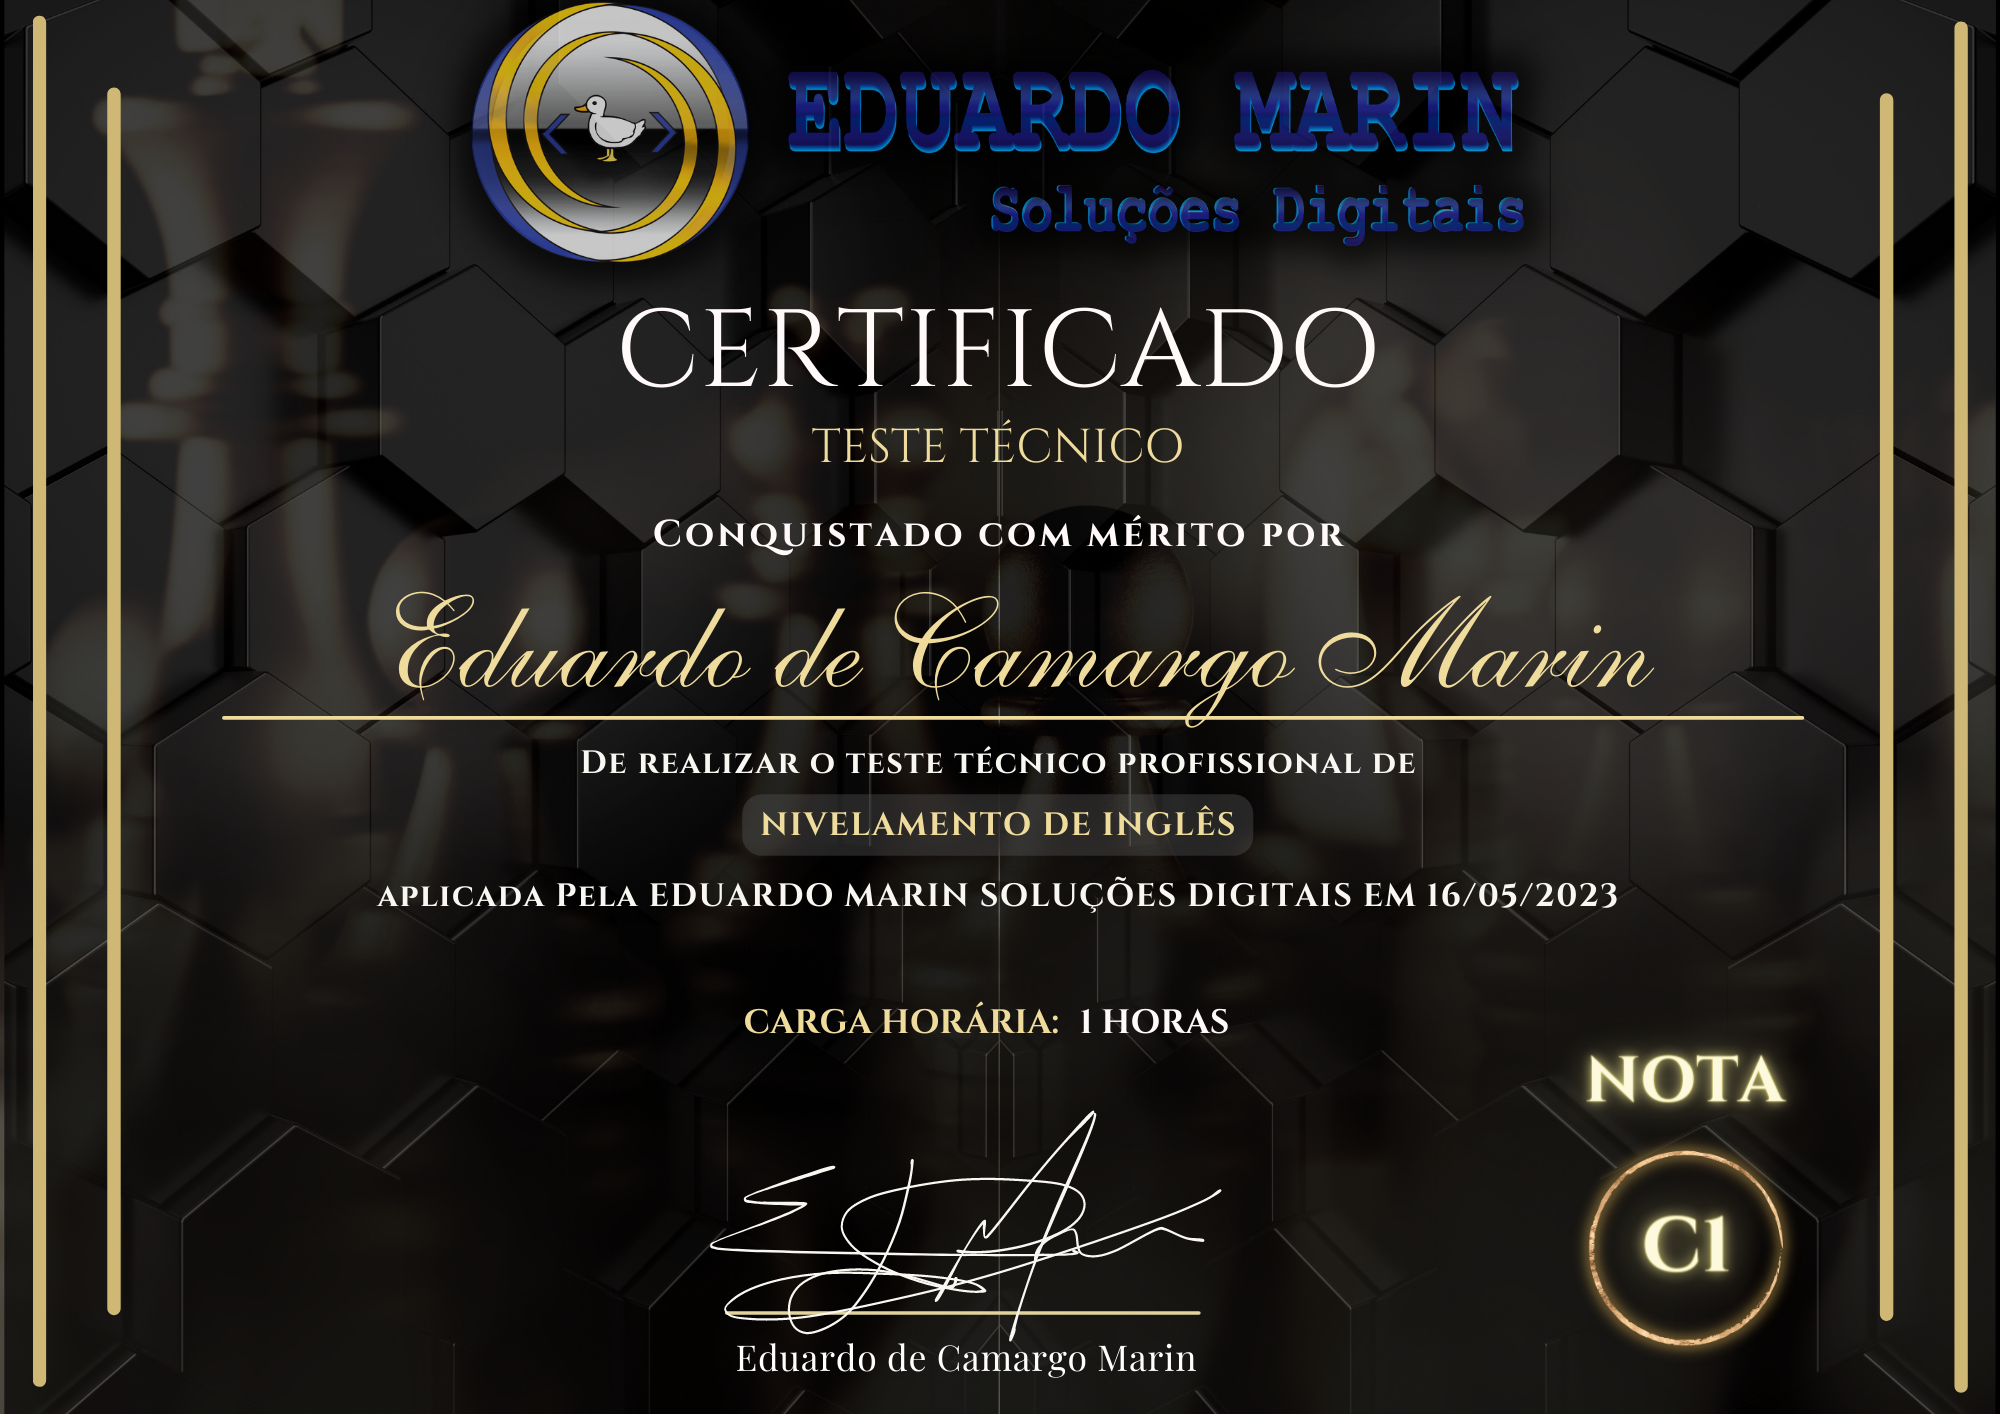 EDUARDO MARIN
Soluções Digitais
CERTIFICADO
TESTE TÉCNICO
Conquistado com mérito por
Eduardo de Camargo Marin
De realizar o teste técnico profissional de
NIVELAMENTO DE INGLÊS
aplicada Pela EDUARDO MARIN SOLUÇÕES DIGITAIS EM 16/05/2023
CARGA HORÁRIA: 1 HORAS
NOTA
C1
Eduardo de Camargo Marin